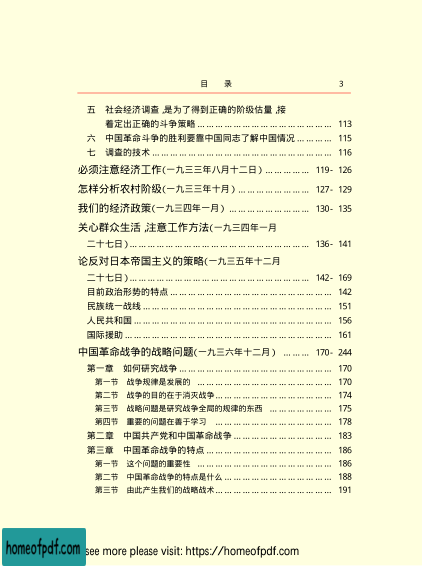 目　录　3
五　社会经济调查,是为了得到正确的阶级估量,接
着定出正确的斗争策略……………………………… 113
六　中国革命斗争的胜利要靠中国同志了解中国情况………… 115
七　调查的技术……………………………………………… 116
必须注意经济工作(一九三三年八月十二日)………… 119- 126
怎样分析农村阶级(一九三三年十月)………………… 127- 129
我们的经济政策(一九三四年一月)…………………… 130- 135
关心群众生活,注意工作方法(一九三四年一月
二十七日)……………………………………………… 136- 141
论反对日本帝国主义的策略(一九三五年十二月
二十七日)……………………………………………… 142- 169
目前政治形势的特点……………………………………… 142
民族统一战线……………………………………………… 151
人民共和国………………………………………………… 156
国际援助…………………………………………………… 161
中国革命战争的战略问题(一九三六年十二月)……… 170- 244
第一章　如何研究战争…………………………………… 170
第一节　战争规律是发展的……………………………… 170
第二节　战争的目的在于消灭战争……………………… 174
第三节　战略问题是研究战争全局的规律的东西……… 175
第四节　重要的问题在善于学习………………………… 178
第二章　中国共产党和中国革命战争…………………… 183
第三章　中国革命战争的特点…………………………… 186
第一节　这个问题的重要性……………………………… 186
第二节　中国革命战争的特点是什么…………………… 188
第三节　由此产生我们的战略战术……………………… 191
homeofpdf.com see more please visit: https://homeofpdf.com